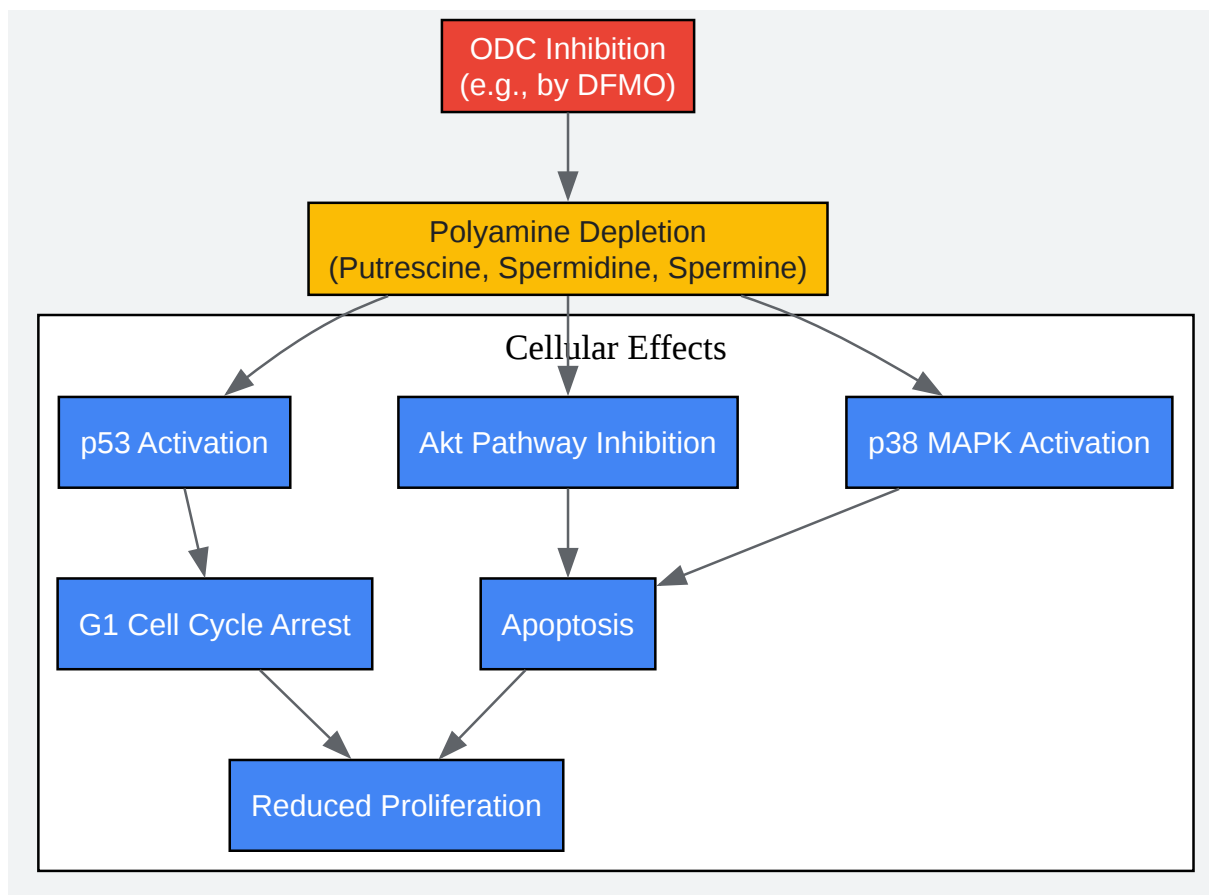 ODC Inhibition
(e.g., by DFMO)
Polyamine Depletion
(Putrescine, Spermidine, Spermine)
Cellular Effects
p53 Activation
Akt Pathway Inhibition
p38 MAPK Activation
G1 Cell Cycle Arrest
Apoptosis
Reduced Proliferation